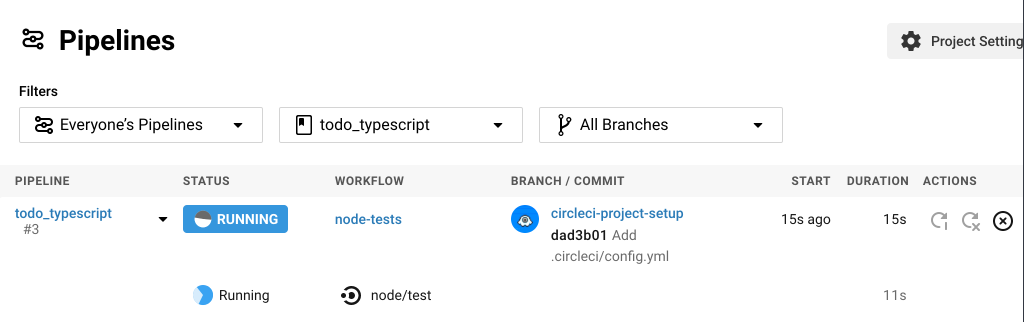 Pipelines
Project Setting
Filters
Everyone's Pipelines
todo_typescript
All Branches
PIPELINE STATUS WORKFLOW BRANCH / COMMIT START DURATION ACTIONS
todo_typescript RUNNING node-tests circleci-project-setup 15s ago 15s
#3 dad3b01 Add
.circleci/config.yml
Running node/test 11s